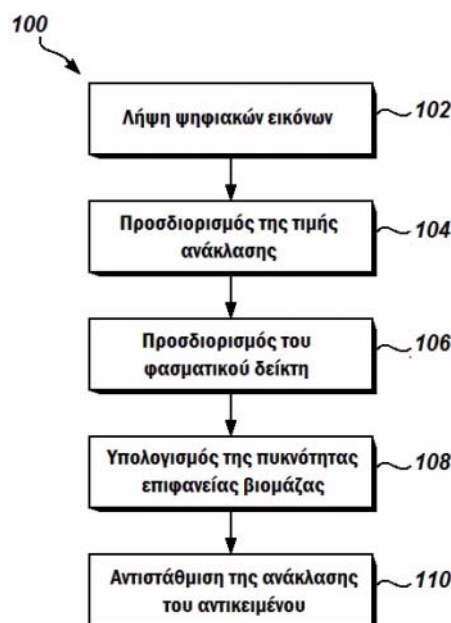 100
Λήψη ψηφιακών εικόνων
102
Προσδιορισμός της τιμής
ανάκλασης
104
Προσδιορισμός του
φασματικού δείκτη
106
Υπολογισμός της πυκνότητας
επιφανείας βιομάζας
108
Αντιστάθμιση της ανάκλασης
του αντικειμένου
110